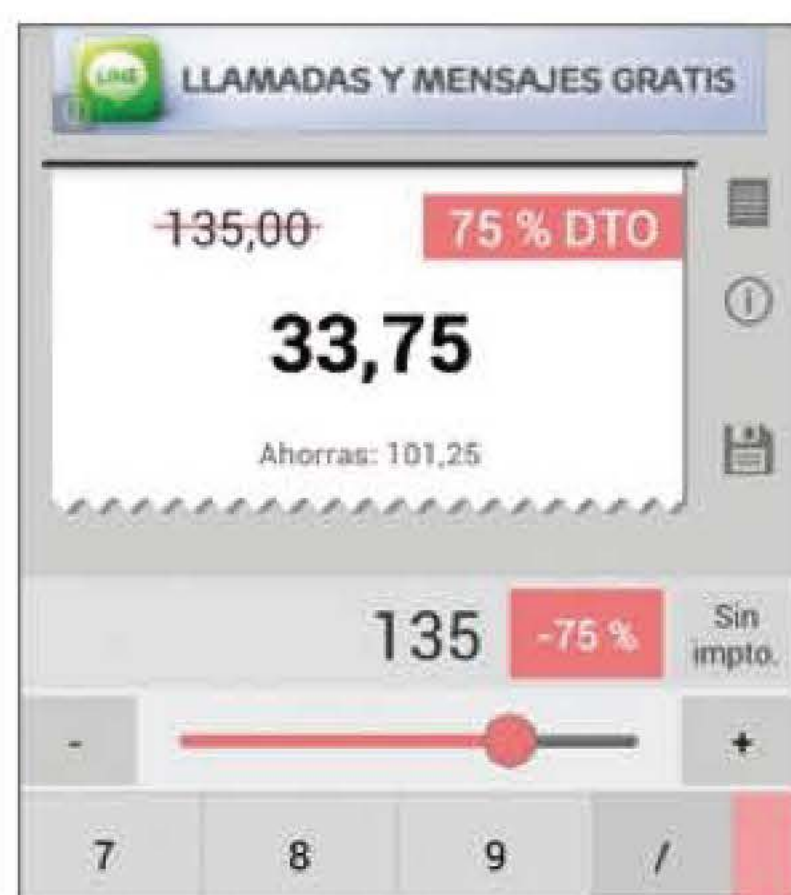 LINE
LLAMADAS Y MENSAJES GRATIS
135,00 75 % DTO
33,75
Ahorras: 101,25
135 -75 % Sin impto.
- +
7 8 9 /